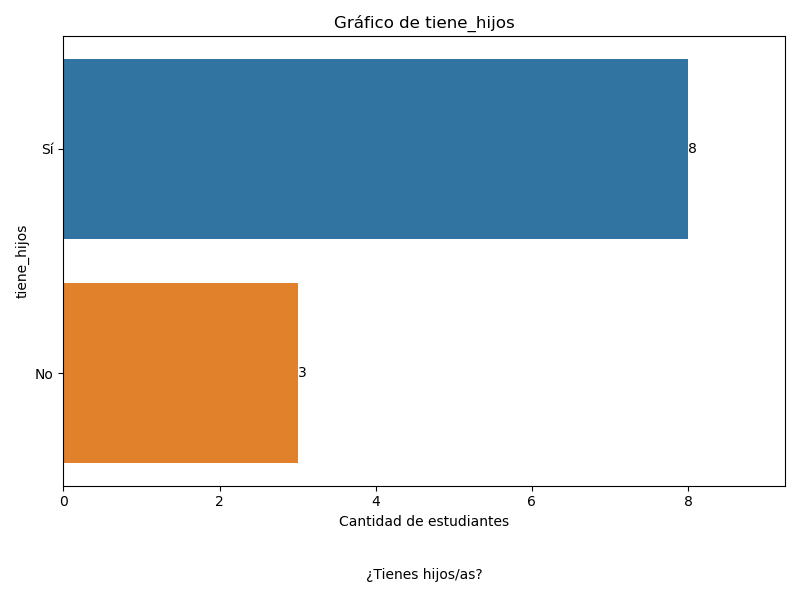 Gráfico de tiene_hijos
tiene_hijos
Sí
8
No
3
0 2 4 6 8
Cantidad de estudiantes
¿Tienes hijos/as?